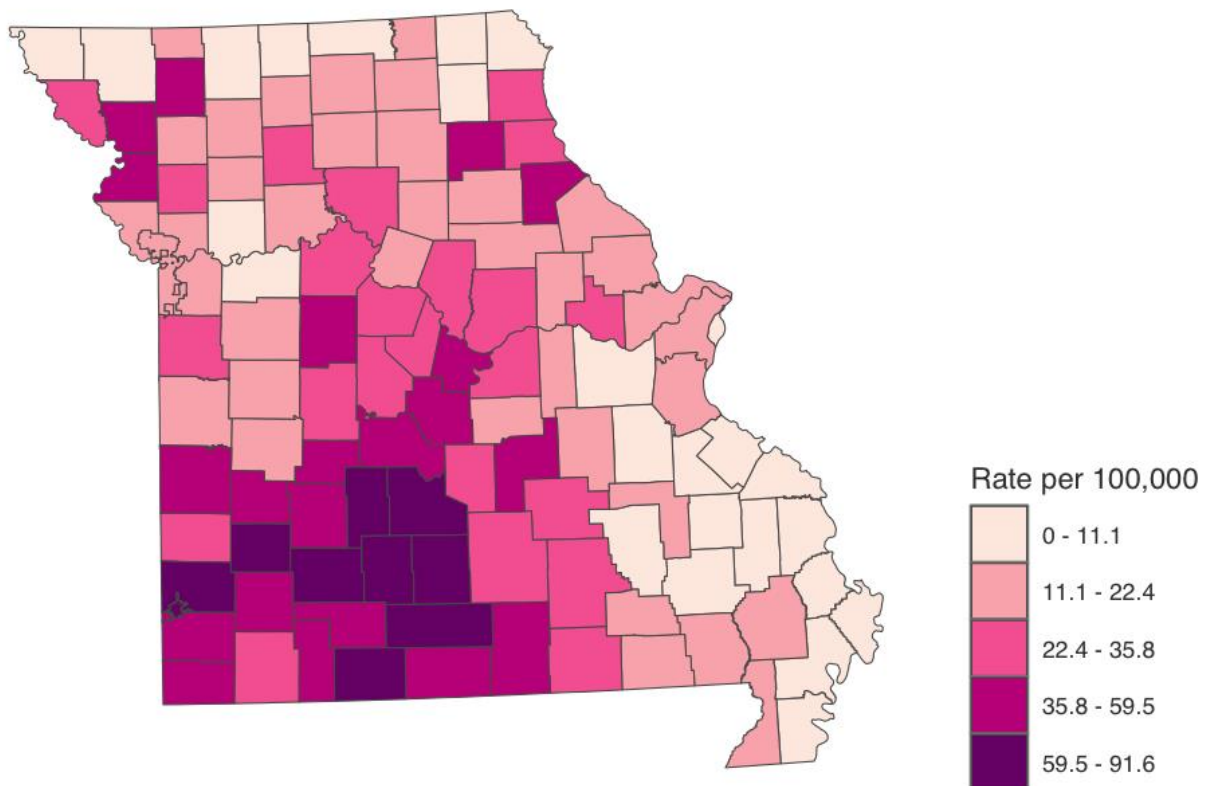 Rate per 100,000
0 - 11.1
11.1 - 22.4
22.4 - 35.8
35.8 - 59.5
59.5 - 91.6